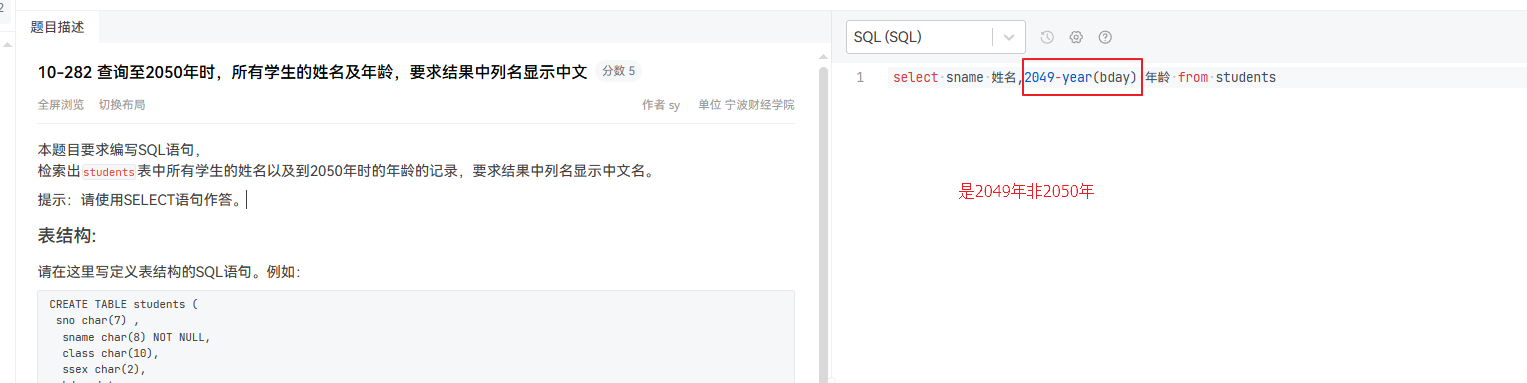 2
题目描述
10-282 查询至2050年时，所有学生的姓名及年龄，要求结果中列名显示中文 分数 5
全屏浏览 切换布局 作者 sy 单位 宁波财经学院
本题目要求编写SQL语句，
检索出students表中所有学生的姓名以及到2050年时的年龄的记录，要求结果中列名显示中文名。
提示：请使用SELECT语句作答。
表结构:
请在这里写定义表结构的SQL语句。例如：
CREATE TABLE students (
sno char(7) ,
sname char(8) NOT NULL,
class char(10),
ssex char(2),
SQL (SQL)
1 select sname 姓名,2049-year(bday) 年龄 from students
是2049年非2050年